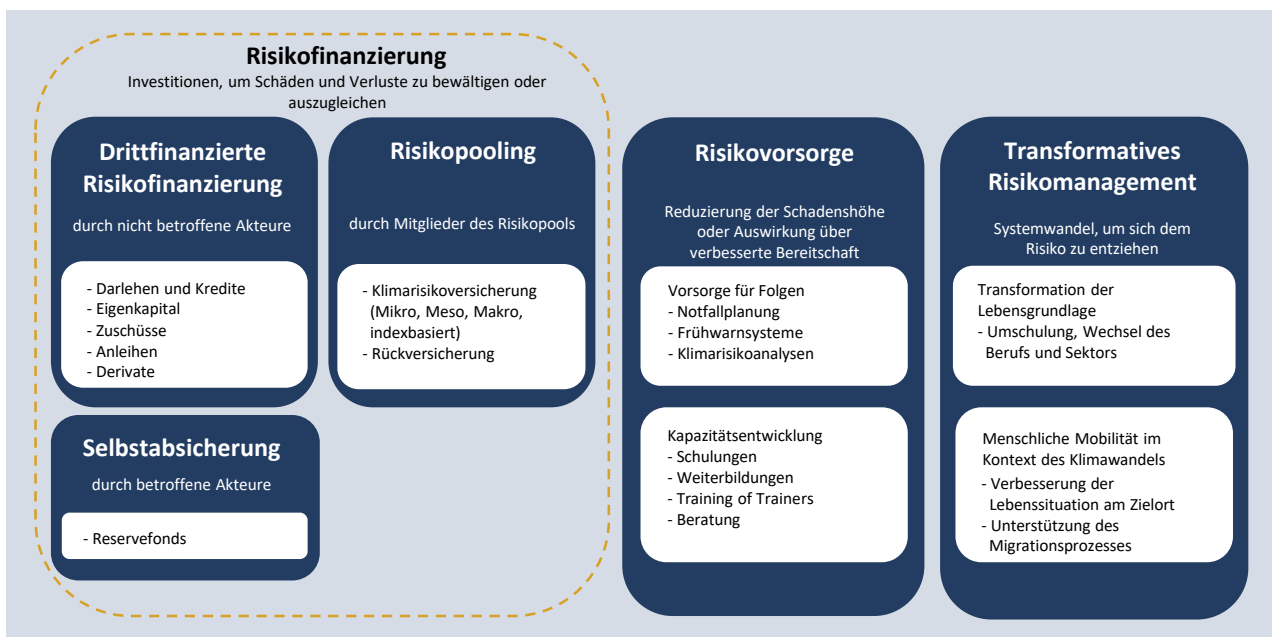 Risikofinanzierung
Investitionen, um Schäden und Verluste zu bewältigen oder
auszugleichen
Drittfinanzierte
Risikofinanzierung
durch nicht betroffene Akteure
- Darlehen und Kredite
- Eigenkapital
- Zuschüsse
- Anleihen
- Derivate
Selbstabsicherung
durch betroffene Akteure
- Reservefonds
Risikopooling
durch Mitglieder des Risikopools
- Klimarisikoversicherung
(Mikro, Meso, Makro,
indexbasiert)
- Rückversicherung
Risikovorsorge
Reduzierung der Schadenshöhe
oder Auswirkung über
verbesserte Bereitschaft
Vorsorge für Folgen
- Notfallplanung
- Frühwarnsysteme
- Klimarisikoanalysen
Kapazitätsentwicklung
- Schulungen
- Weiterbildungen
- Training of Trainers
- Beratung
Transformatives
Risikomanagement
Systemwandel, um sich dem
Risiko zu entziehen
Transformation der
Lebensgrundlage
- Umschulung, Wechsel des
Berufs und Sektors
Menschliche Mobilität im
Kontext des Klimawandels
- Verbesserung der
Lebenssituation am Zielort
- Unterstützung des
Migrationsprozesses